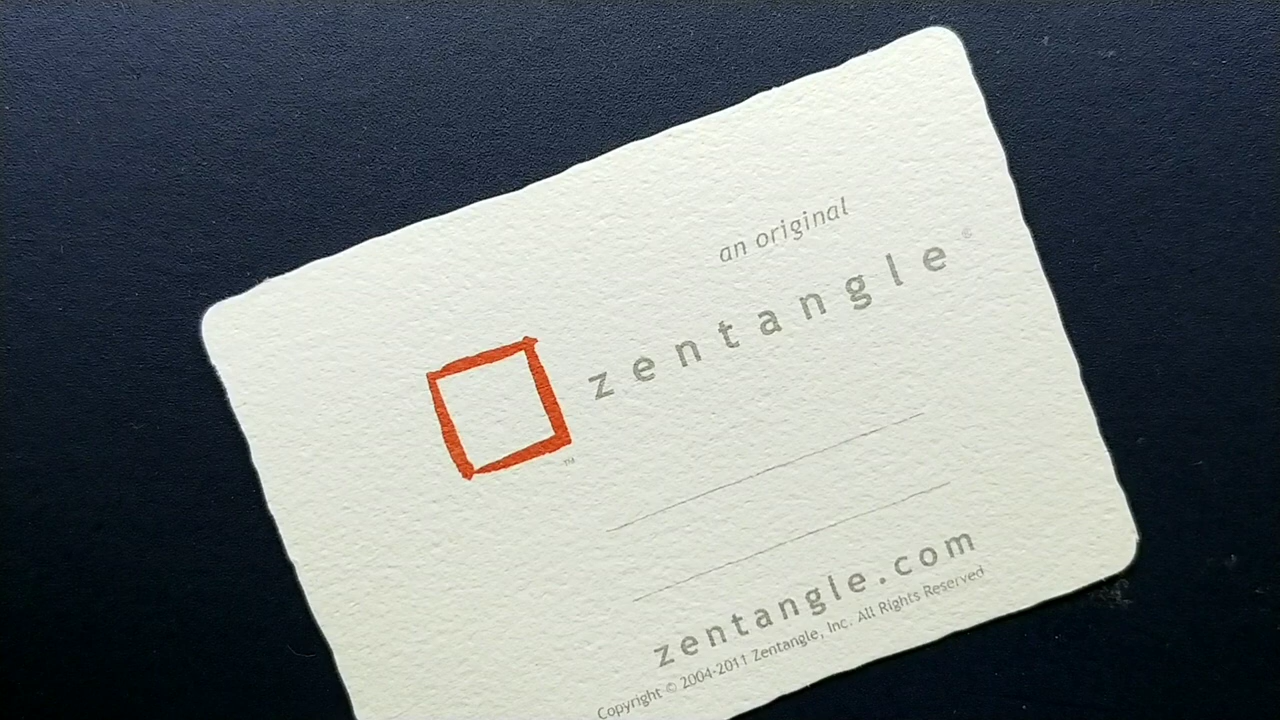 an original
zentangle®
™
zentangle.com
Copyright © 2004-2011 Zentangle, Inc. All Rights Reserved